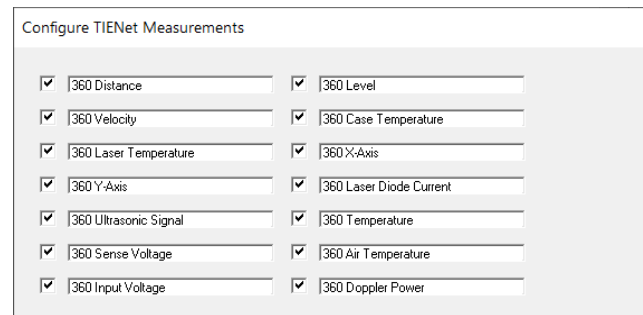 Configure TIENet Measurements
360 Distance
360 Level
360 Velocity
360 Case Temperature
360 Laser Temperature
360 X-Axis
360 Y-Axis
360 Laser Diode Current
360 Ultrasonic Signal
360 Temperature
360 Sense Voltage
360 Air Temperature
360 Input Voltage
360 Doppler Power